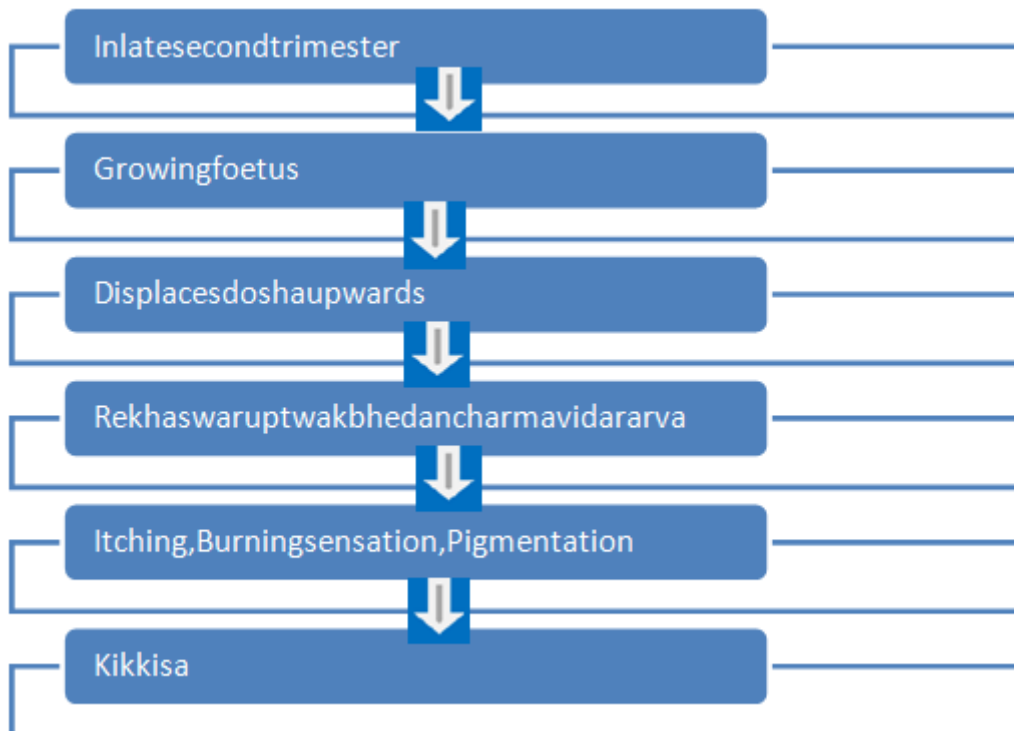 Inlatesecondtrimester
Growingfoetus
Displacesdoshaupwards
Rekhaswaruptwakbhedancharmavidararva
Itching,Burningsensation,Pigmentation
Kikkisa